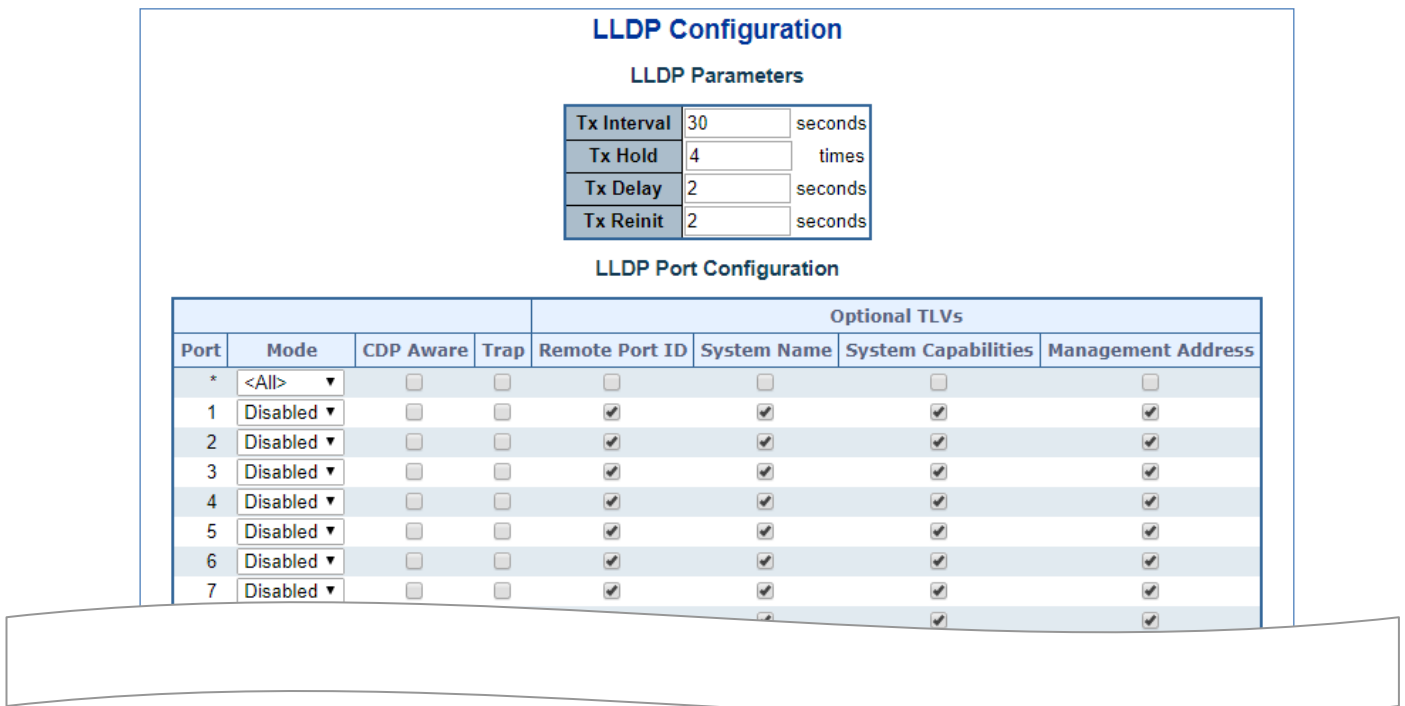 LLDP Configuration
LLDP Parameters
Tx Interval 30 seconds
Tx Hold 4 times
Tx Delay 2 seconds
Tx Reinit 2 seconds
LLDP Port Configuration
Optional TLVs
Port Mode CDP Aware Trap Remote Port ID System Name System Capabilities Management Address
* <All>
1 Disabled
2 Disabled
3 Disabled
4 Disabled
5 Disabled
6 Disabled
7 Disabled